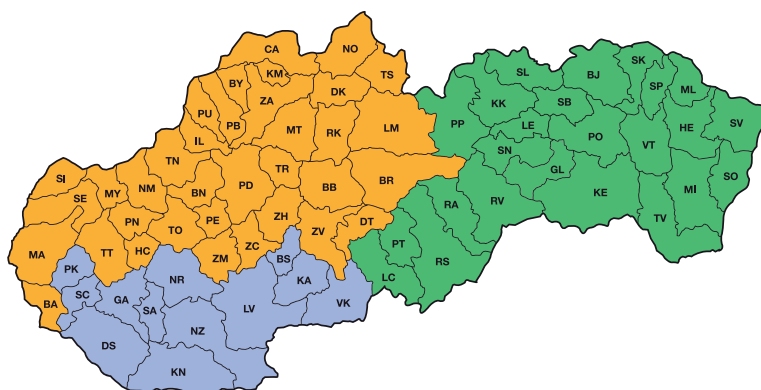 CA
NO
KM
TS
BY
ZA
DK
PU
PB
MT
RK
LM
IL
TN
SI
SE
MY
NM
BN
PD
TR
BB
BR
PN
TO
PE
ZH
ZV
DT
MA
TT
HC
ZM
ZC
BA
PK
SC
GA
NR
SA
DS
NZ
KN
LV
BS
KA
VK
SL
BJ
SK
SP
ML
SV
KK
SB
PP
LE
PO
HE
VT
SN
GL
KE
MI
SO
RA
RV
TV
PT
RS
LC